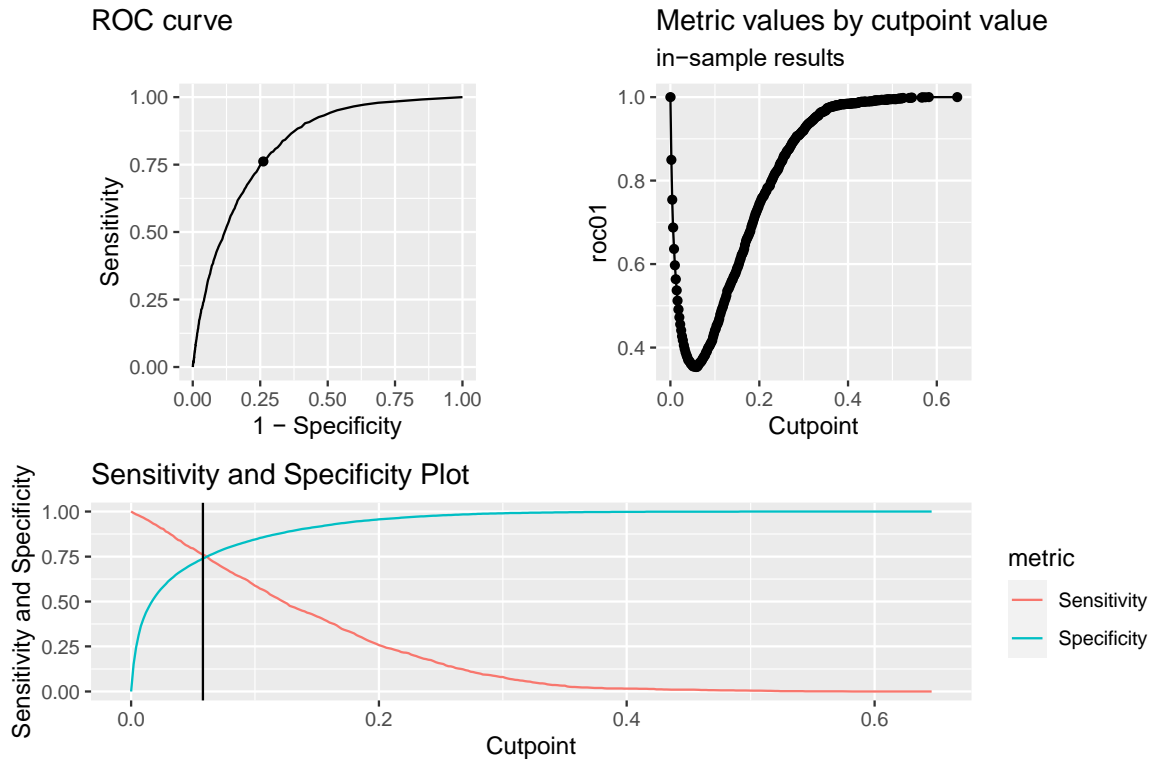 ROC curve
1.00
0.75
0.50
0.25
0.00
Sensitivity
0.00 0.25 0.50 0.75 1.00
1 − Specificity
Metric values by cutpoint value
in−sample results
1.0
0.8
0.6
0.4
roc01
0.0 0.2 0.4 0.6
Cutpoint
Sensitivity and Specificity Plot
1.00
0.75
0.50
0.25
0.00
Sensitivity and Specificity
0.0 0.2 0.4 0.6
Cutpoint
metric
Sensitivity
Specificity